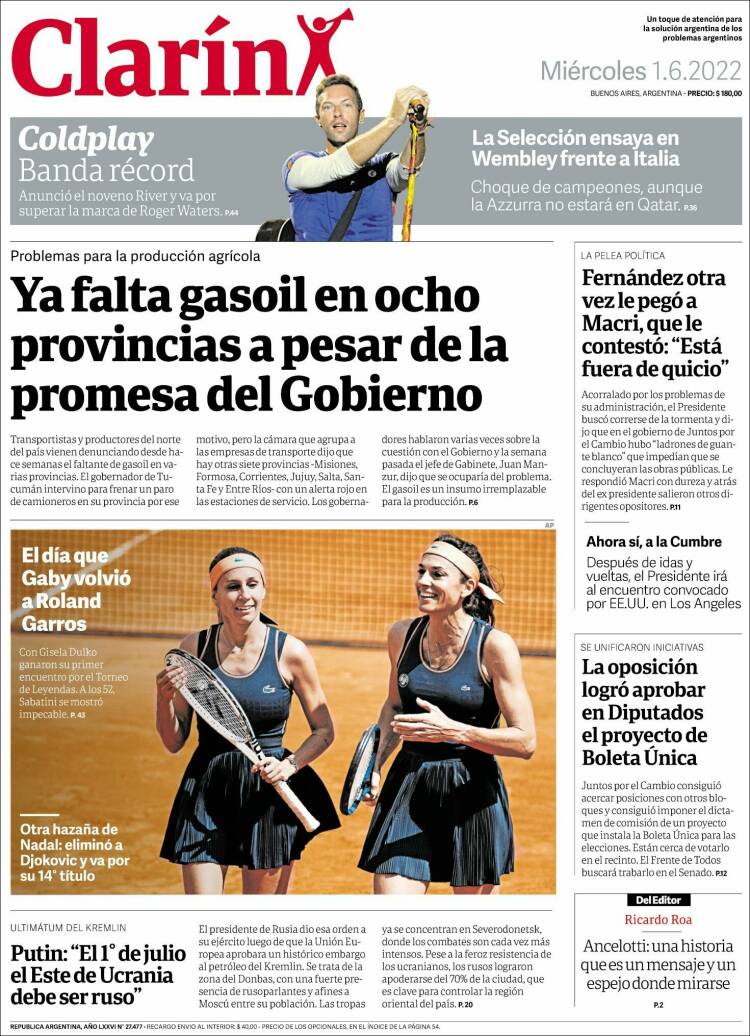 Clarín
Un toque de atención para
la solución argentina de los
problemas argentinos
Miércoles 1.6.2022
BUENOS AIRES, ARGENTINA - PRECIO: $ 180,00
Coldplay
Banda récord
Anunció el noveno River y va por
superar la marca de Roger Waters. P.44
La Selección ensaya en
Wembley frente a Italia
Choque de campeones, aunque
la Azzurra no estará en Qatar. P.36
Problemas para la producción agrícola
Ya falta gasoil en ocho
provincias a pesar de la
promesa del Gobierno
Transportistas y productores del norte
del país vienen denunciando desde ha-
ce semanas el faltante de gasoil en va-
rias provincias. El gobernador de Tu-
cumán intervino para frenar un paro
de camioneros en su provincia por ese
motivo, pero la cámara que agrupa a
las empresas de transporte dijo que
hay otras siete provincias -Misiones,
Formosa, Corrientes, Jujuy, Salta, San-
ta Fe y Entre Ríos- con un alerta rojo en
las estaciones de servicio. Los goberna-
dores hablaron varias veces sobre la
cuestión con el Gobierno y la semana
pasada el jefe de Gabinete, Juan Man-
zur, dijo que se ocuparía del problema.
El gasoil es un insumo irremplazable
para la producción. P.6
LA PELEA POLÍTICA
Fernández otra
vez le pegó a
Macri, que le
contestó: “Está
fuera de quicio”
Acorralado por los problemas de
su administración, el Presidente
buscó correrse de la tormenta y di-
jo que en el gobierno de Juntos por
el Cambio hubo “ladrones de guan-
te blanco” que impedían que se
concluyeran las obras públicas. Le
respondió Macri con dureza y atrás
del ex presidente salieron otros di-
rigentes opositores. P.11
Ahora sí, a la Cumbre
Después de idas y
vueltas, el Presidente irá
al encuentro convocado
por EE.UU. en Los Angeles
AP
El día que
Gaby volvió
a Roland
Garros
Con Gisela Dulko
ganaron su primer
encuentro por el Torneo
de Leyendas. A los 52,
Sabatini se mostró
impecable. P. 43
Otra hazaña de
Nadal: eliminó a
Djokovic y va por
su 14° título
SE UNIFICARON INICIATIVAS
La oposición
logró aprobar
en Diputados
el proyecto de
Boleta Única
Juntos por el Cambio consiguió
acercar posiciones con otros blo-
ques y consiguió imponer el dicta-
men de comisión de un proyecto
que instala la Boleta Única para las
elecciones. Están cerca de votarlo
en el recinto. El Frente de Todos
buscará trabarlo en el Senado. P.12
ULTIMÁTUM DEL KREMLIN
Putin: “El 1° de julio
el Este de Ucrania
debe ser ruso”
El presidente de Rusia dio esa orden a
su ejército luego de que la Unión Eu-
ropea aprobara un histórico embargo
al petróleo del Kremlin. Se trata de la
zona del Donbas, con una fuerte pre-
sencia de rusoparlantes y afines a
Moscú entre su población. Las tropas
ya se concentran en Severodonetsk,
donde los combates son cada vez más
intensos. Pese a la feroz resistencia de
los ucranianos, los rusos lograron
apoderarse del 70% de la ciudad, que
es clave para controlar la región
oriental del país. P. 20
Del Editor
Ricardo Roa
Ancelotti: una historia
que es un mensaje y un
espejo donde mirarse
P.2
REPUBLICA ARGENTINA, AÑO LXXVI N° 27.477 - RECARGO ENVIO AL INTERIOR: $ 40,00 - PRECIO DE LOS OPCIONALES, EN EL ÍNDICE DE LA PÁGINA 54.